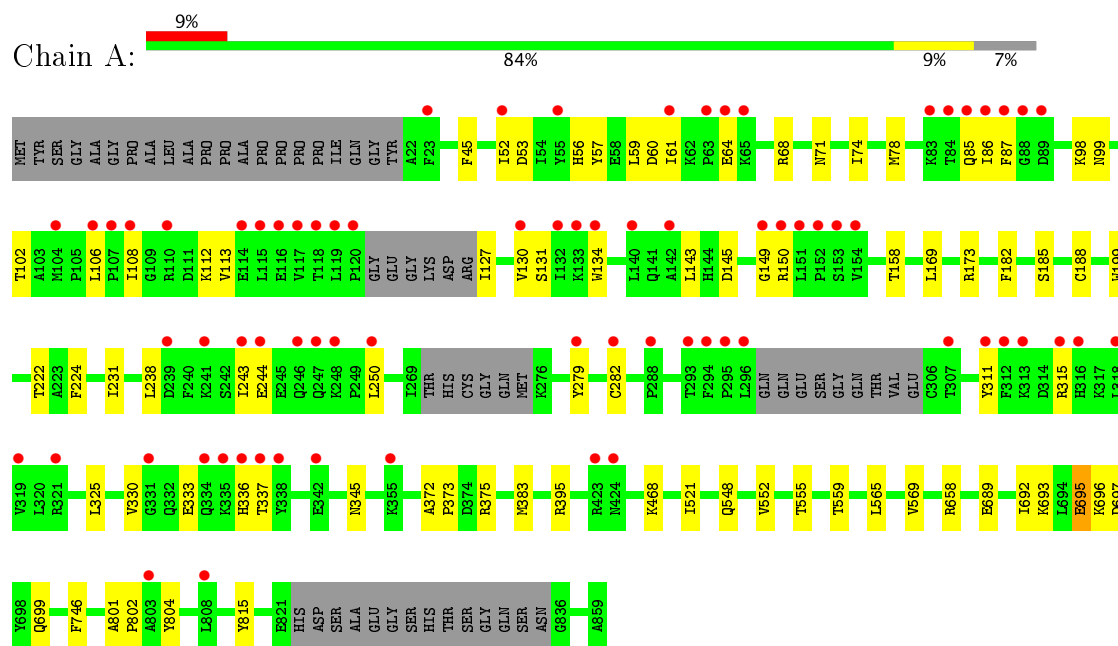 9%
Chain A:
84% 9% 7%
MET TYR SER GLY ALA GLY PRO ALA LEU ALA PRO PRO ALA PRO PRO PRO PRO ILE GLN GLY TYR A22 F23 F45 I52 D53 I54 Y55 H56 Y57 E58 L59 D60 I61 K62 P63 E64 K65 R68 N71 I74 M78 K83 T84 Q85 I86 F87 G88 D89 K98 N99
T102 A103 M104 P105 L106 P107 I108 G109 R110 D111 K112 V113 E114 L115 E116 V117 T118 L119 P120 GLY GLU GLY LYS ASP ARG I127 V130 S131 I132 K133 W134 L140 Q141 A142 L143 H144 D145 G149 R150 L151 P152 S153 V154 T158 L169 R173 F182 S185 C188
T222 A223 F224 I231 L238 D239 F240 K241 S242 I243 E244 E245 Q246 Q247 K248 P249 L250 I269 THR HIS CYS GLY GLN MET K276 Y279 C282 P288 T293 F294 P295 L296 GLN GLN GLU SER GLY GLN THR VAL GLU C306 T307 Y311 F312 K313 D314 R315 H316 K317
V319 L320 R321 L325 V330 G331 Q332 E333 Q334 K335 H336 T337 Y338 E342 N345 K355 A372 P373 D374 R375 M383 R395 R423 N424 K468 I521 Q548 V552 T555 T559 L565 V569 R658 E689 I692 K693 L694 E695 K696 D697
Y698 Q699 F746 A801 P802 A803 Y804 L808 Y815 E821 HIS ASP SER ALA GLU GLY SER HIS THR SER GLY GLN SER ASN G836 A859